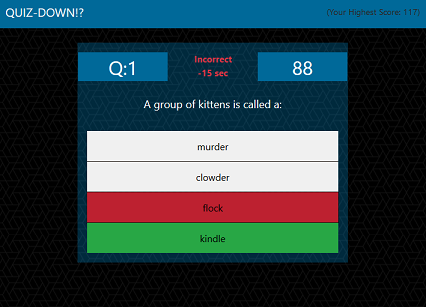 QUIZ-DOWN!?
(Your Highest Score: 117)
Q:1
Incorrect
-15 sec
88
A group of kittens is called a:
murder
clowder
flock
kindle